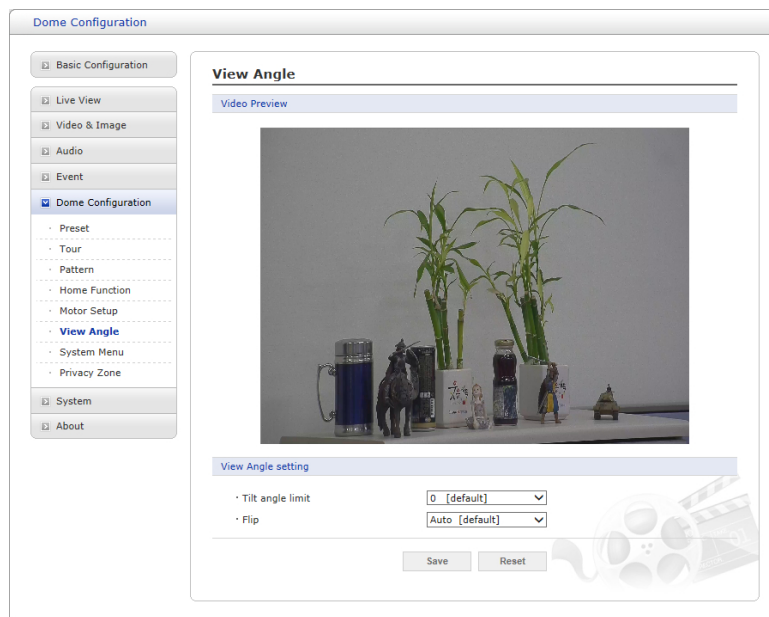 Dome Configuration
Basic Configuration
Live View
Video & Image
Audio
Event
Dome Configuration
· Preset
· Tour
· Pattern
· Home Function
· Motor Setup
· View Angle
· System Menu
· Privacy Zone
System
About
View Angle
Video Preview
View Angle setting
· Tilt angle limit
0 [default]
· Flip
Auto [default]
Save
Reset